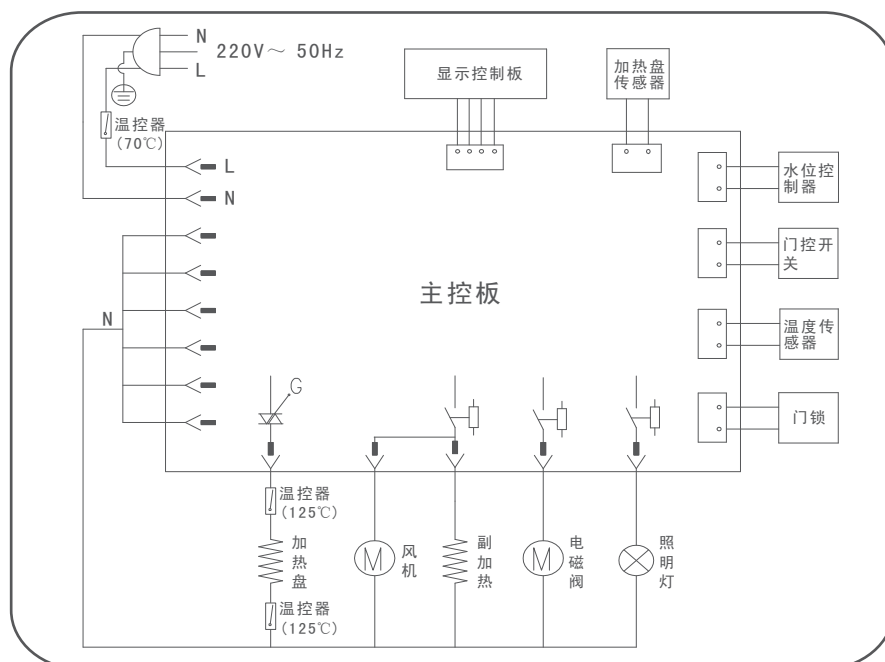 N
220V～ 50Hz
L
显示控制板
加热盘
传感器
温控器
(70℃)
L
N
水位控
制器
门控开
关
主控板
N
温度传
感器
G
门锁
温控器
(125℃)
加热盘
M
风机
副加热
M
电磁阀
照明灯
温控器
(125℃)